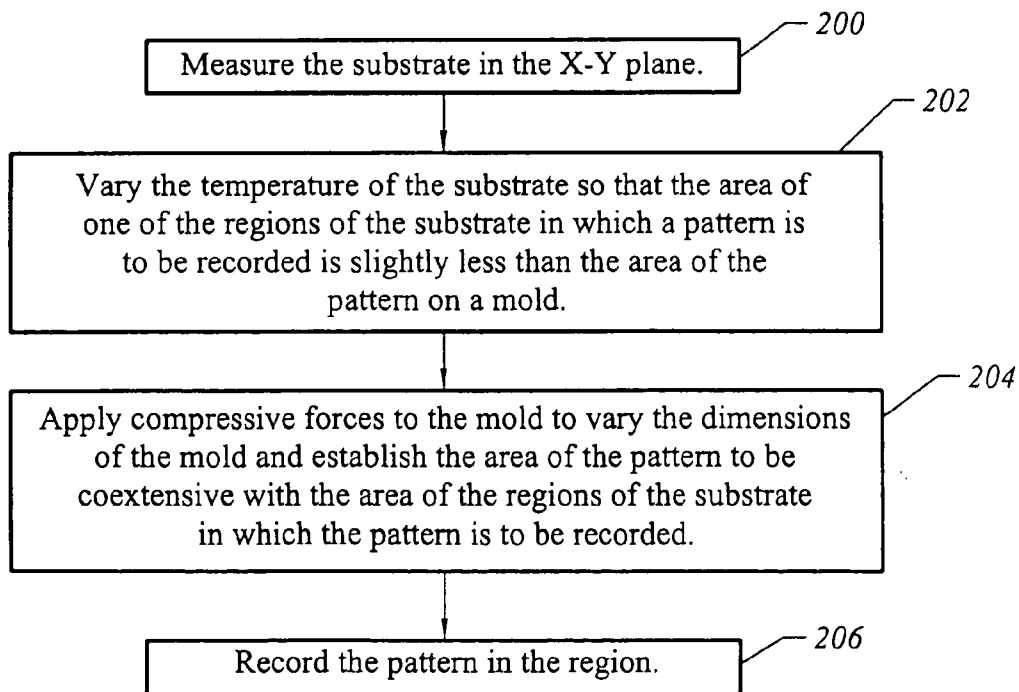 200
Measure the substrate in the X-Y plane.
202
Vary the temperature of the substrate so that the area of
one of the regions of the substrate in which a pattern is
to be recorded is slightly less than the area of the
pattern on a mold.
204
Apply compressive forces to the mold to vary the dimensions
of the mold and establish the area of the pattern to be
coextensive with the area of the regions of the substrate
in which the pattern is to be recorded.
206
Record the pattern in the region.